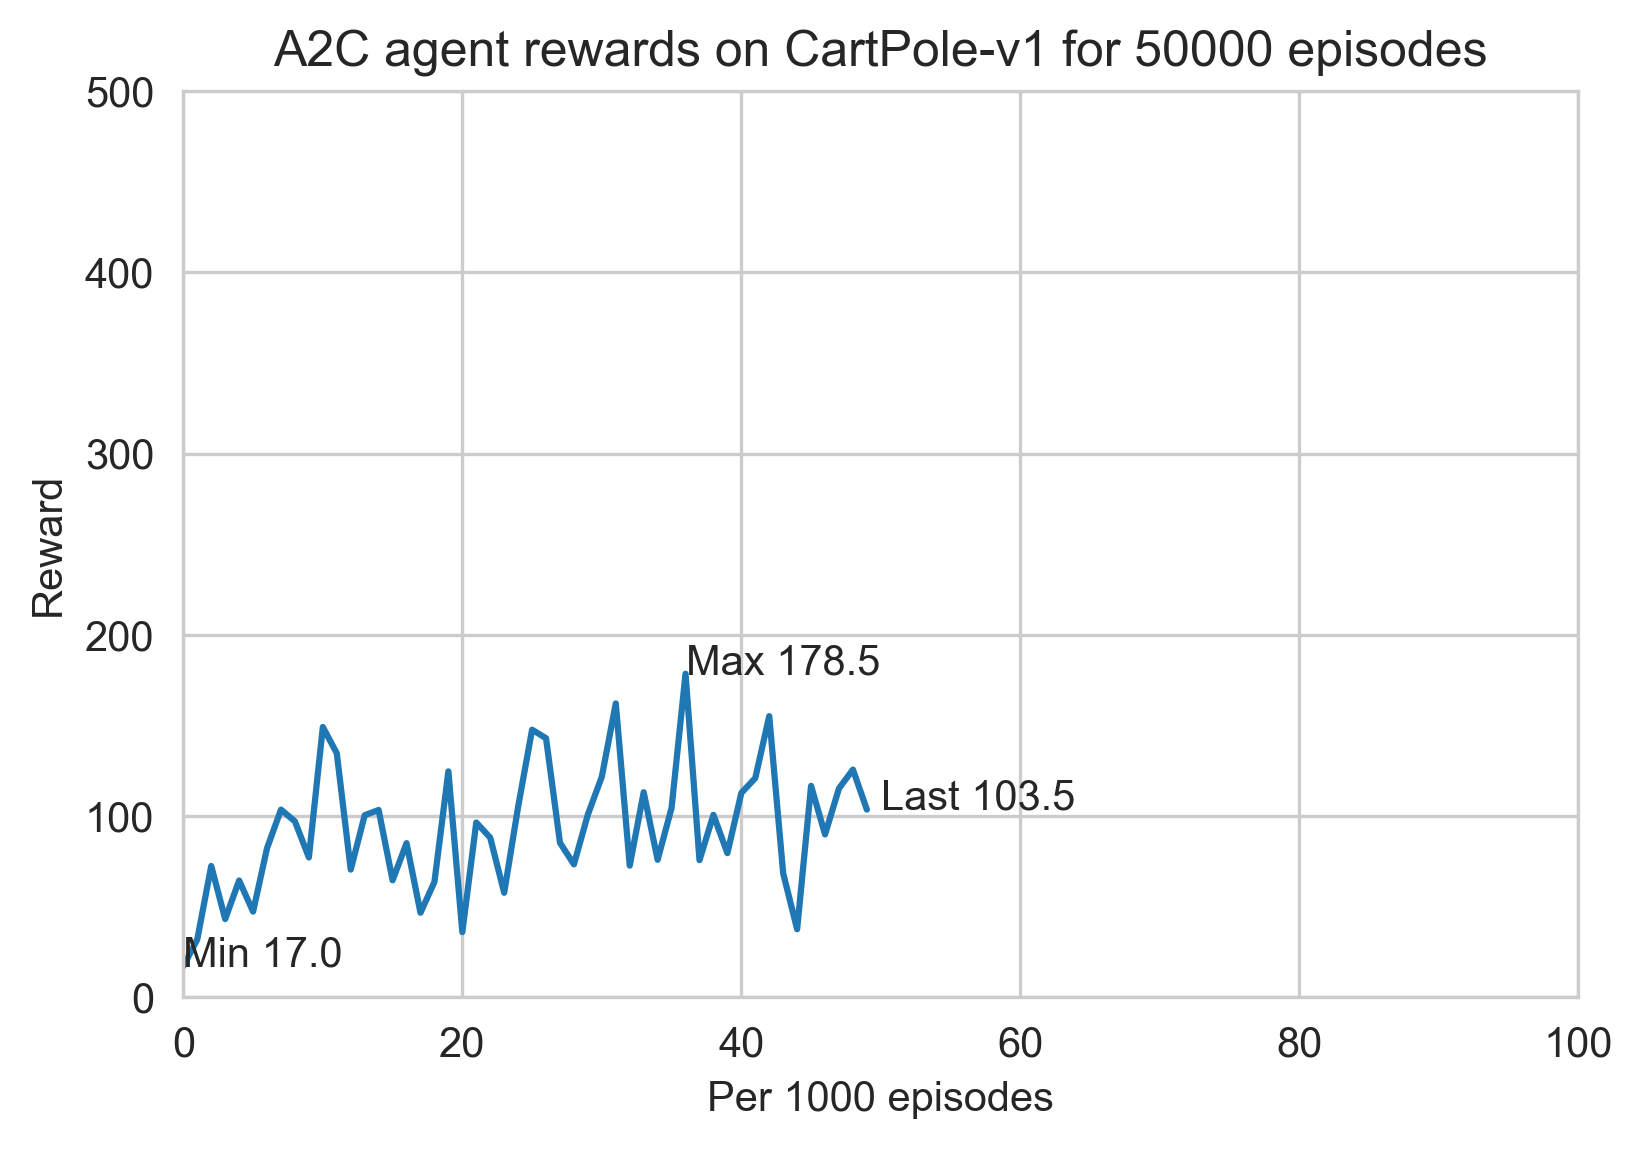 A2C agent rewards on CartPole-v1 for 50000 episodes
500
400
300
200
100
0
Reward
Max 178.5
Last 103.5
Min 17.0
0 20 40 60 80 100
Per 1000 episodes